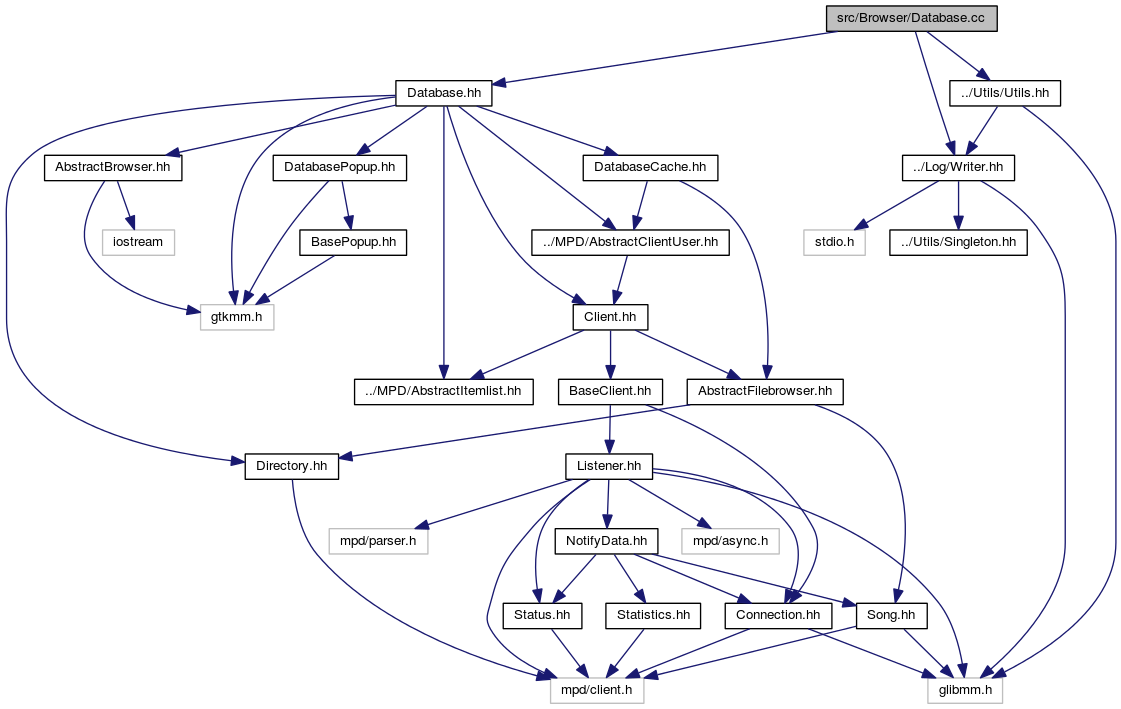 src/Browser/Database.cc
Database.hh
../Utils/Utils.hh
AbstractBrowser.hh
DatabasePopup.hh
DatabaseCache.hh
../Log/Writer.hh
iostream
BasePopup.hh
../MPD/AbstractClientUser.hh
stdio.h
../Utils/Singleton.hh
gtkmm.h
Client.hh
../MPD/AbstractItemlist.hh
BaseClient.hh
AbstractFilebrowser.hh
Directory.hh
Listener.hh
mpd/parser.h
NotifyData.hh
mpd/async.h
Status.hh
Statistics.hh
Connection.hh
Song.hh
mpd/client.h
glibmm.h